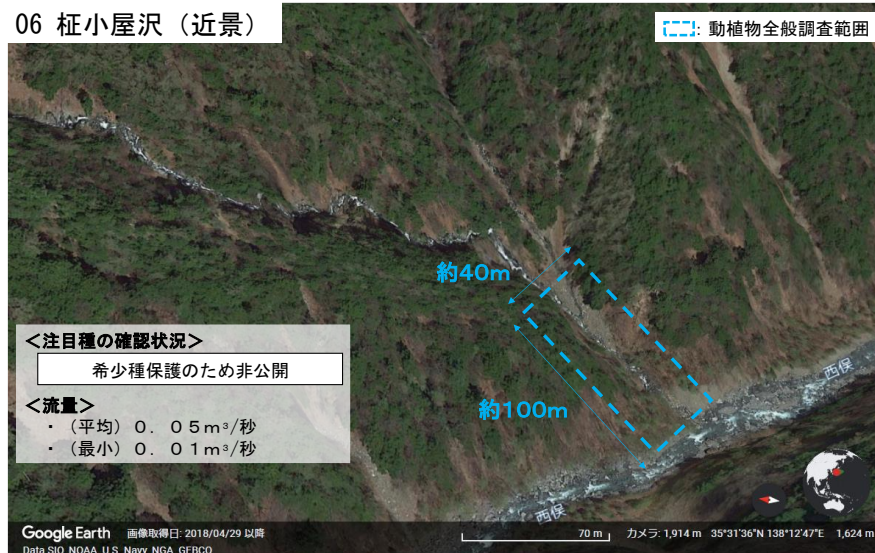 06 柾小屋沢（近景）
: 動植物全般調査範囲
約40m
＜注目種の確認状況＞
希少種保護のため非公開
＜流量＞
・（平均）０．０５m³/秒
・（最小）０．０１m³/秒
約100m
西俣
西俣
Google Earth 画像取得日: 2018/04/29 以降
70 m カメラ: 1,914 m 35°31'36"N 138°12'47"E 1,624 m
Data SIO, NOAA, U.S. Navy, NGA, GEBCO